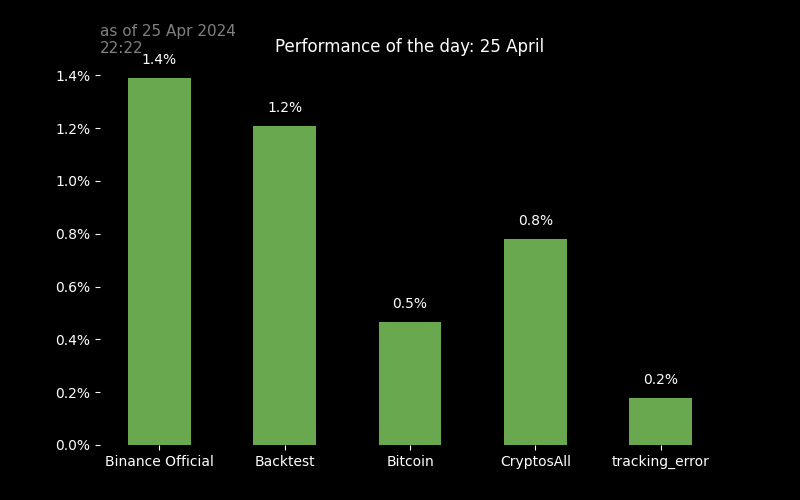 as of 25 Apr 2024
22:22
Performance of the day: 25 April
1.4%
1.2%
0.5%
0.8%
0.2%
1.4%
1.2%
1.0%
0.8%
0.6%
0.4%
0.2%
0.0%
Binance Official
Backtest
Bitcoin
CryptosAll
tracking_error